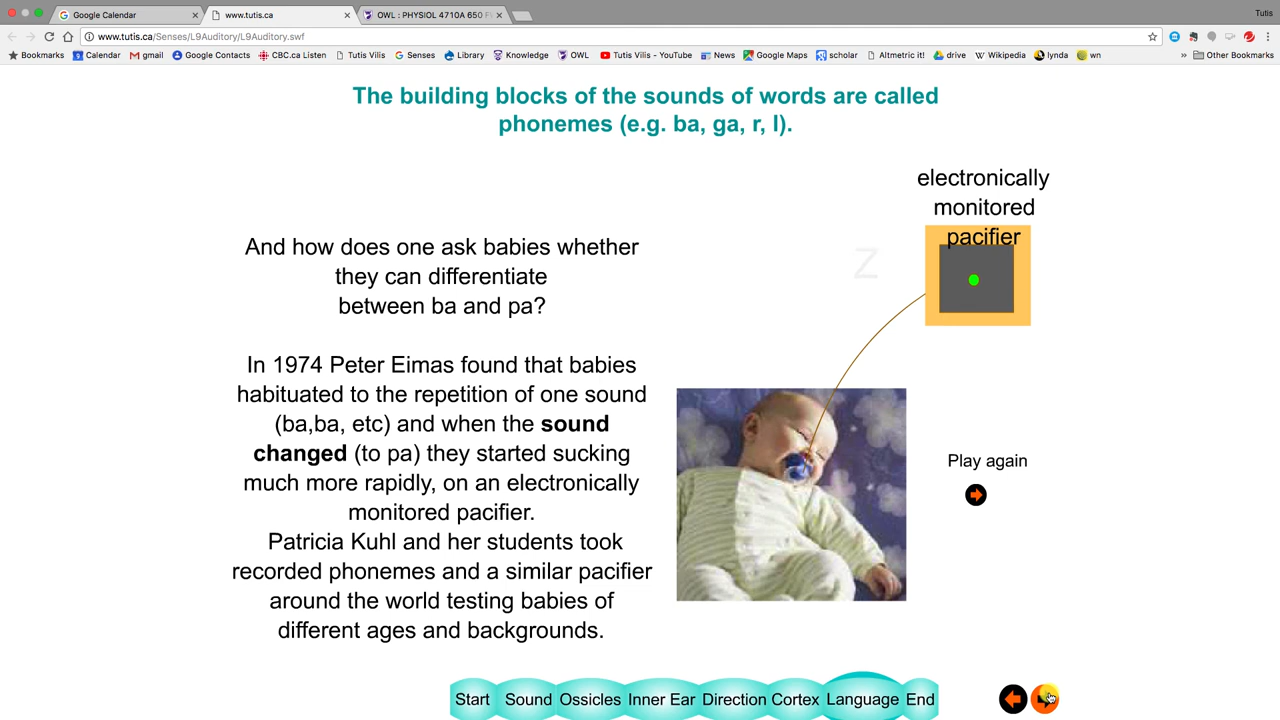 Google Calendar
www.tutis.ca
OWL : PHYSIOL 4710A 650 F
Tutis
www.tutis.ca/Senses/L9Auditory/L9Auditory.swf
Bookmarks Calendar gmail Google Contacts CBC.ca Listen Tutis Vilis Senses Library Knowledge OWL Tutis Vilis - YouTube News Google Maps scholar Altmetric it! drive Wikipedia lynda wn » Other Bookmarks
The building blocks of the sounds of words are called
phonemes (e.g. ba, ga, r, l).
electronically
monitored
pacifier
Z
And how does one ask babies whether
they can differentiate
between ba and pa?
In 1974 Peter Eimas found that babies
habituated to the repetition of one sound
(ba,ba, etc) and when the sound
changed (to pa) they started sucking
much more rapidly, on an electronically
monitored pacifier.
Patricia Kuhl and her students took
recorded phonemes and a similar pacifier
around the world testing babies of
different ages and backgrounds.
Play again
Start Sound Ossicles Inner Ear Direction Cortex Language End